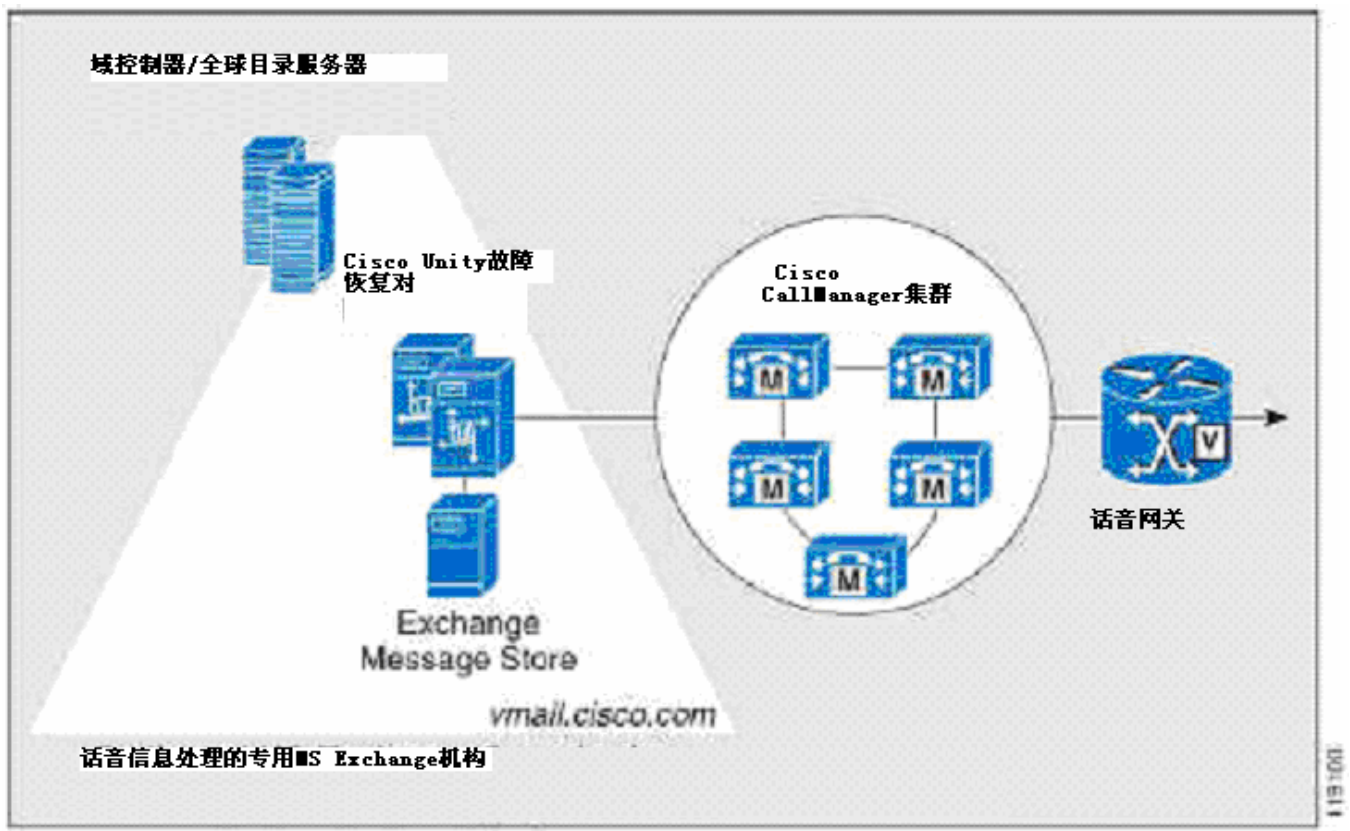 域控制器/全球目录服务器
Cisco Unity故障
恢复对
Cisco
CallManager集群
M
M
M
M
M
V
话音网关
Exchange
Message Store
vmail.cisco.com
话音信息处理的专用MS Exchange机构